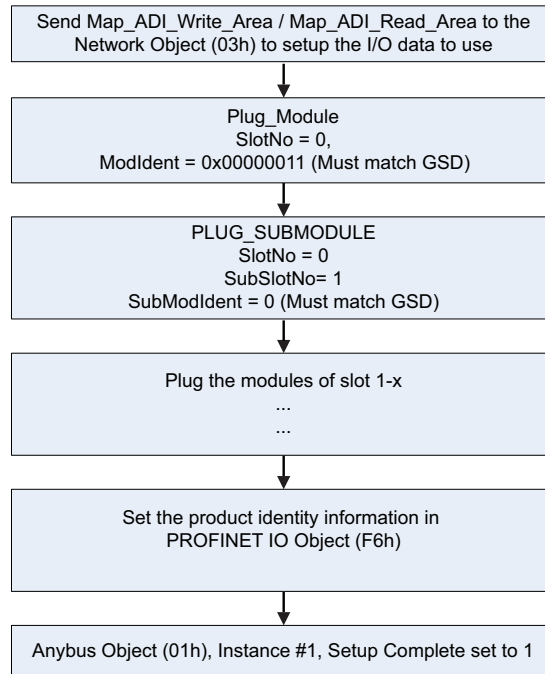 Send Map_ADI_Write_Area / Map_ADI_Read_Area to the
Network Object (03h) to setup the I/O data to use
Plug_Module
SlotNo = 0,
ModIdent = 0x00000011 (Must match GSD)
PLUG_SUBMODULE
SlotNo = 0
SubSlotNo= 1
SubModIdent = 0 (Must match GSD)
Plug the modules of slot 1-x
...
...
Set the product identity information in
PROFINET IO Object (F6h)
Anybus Object (01h), Instance #1, Setup Complete set to 1